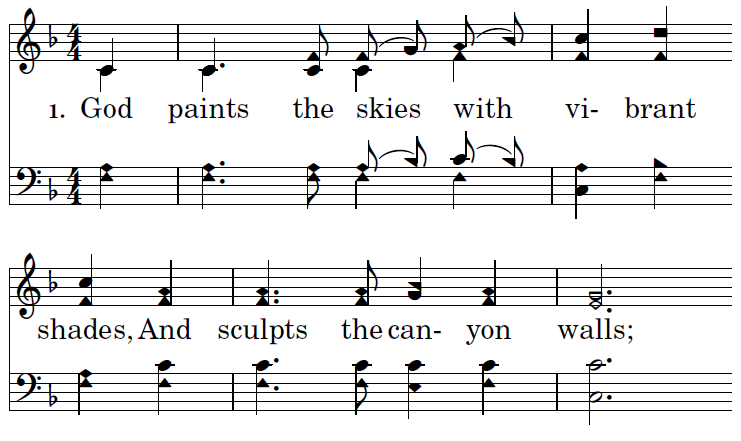 1. God paints the skies with vi- brant
shades, And sculpts the can- yon walls;